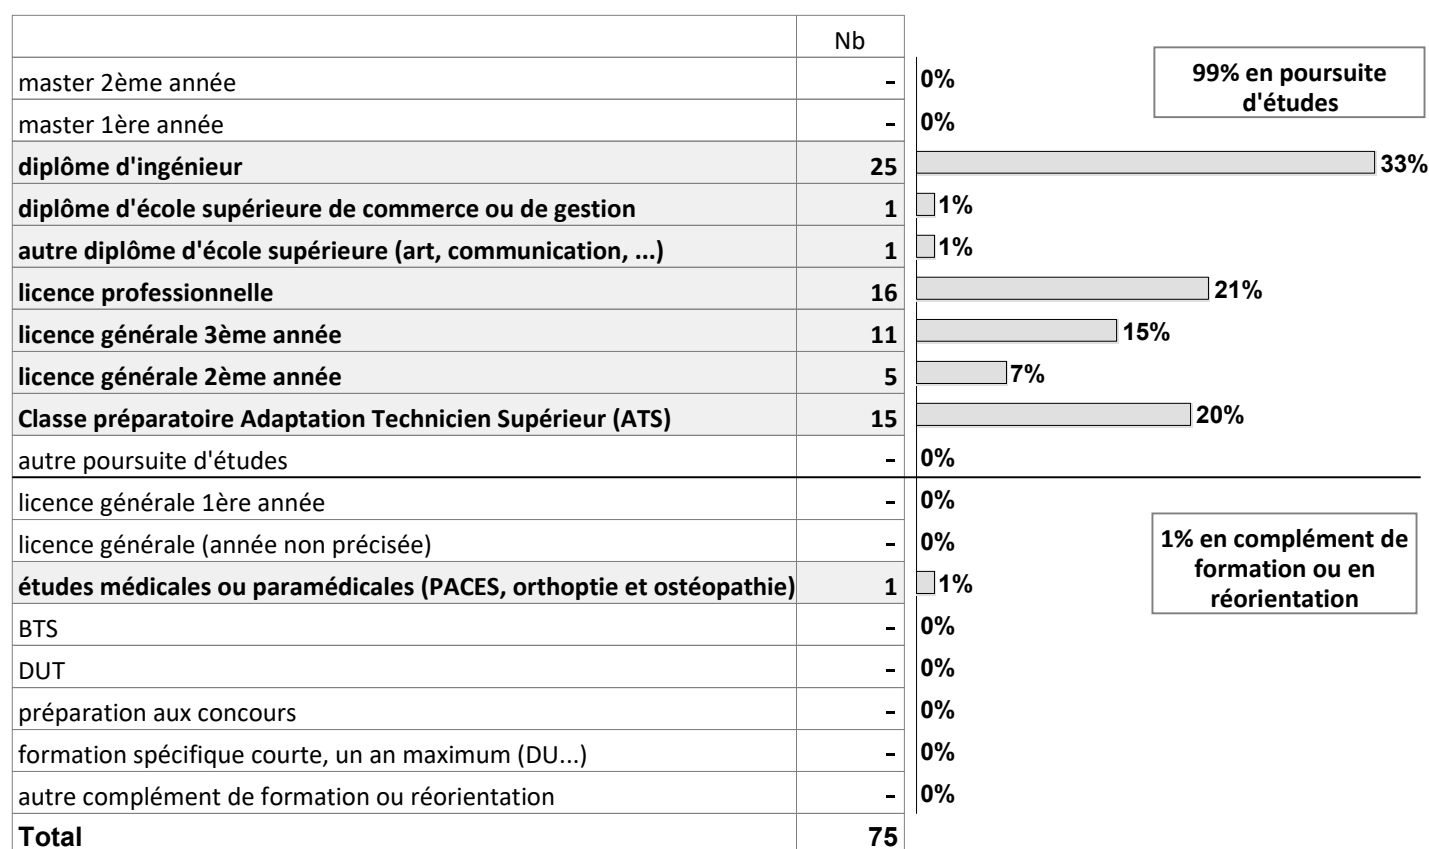 Nb
master 2ème année - 0%
99% en poursuite
d'études
master 1ère année - 0%
diplôme d'ingénieur 25 33%
diplôme d'école supérieure de commerce ou de gestion 1 1%
autre diplôme d'école supérieure (art, communication, ...) 1 1%
licence professionnelle 16 21%
licence générale 3ème année 11 15%
licence générale 2ème année 5 7%
Classe préparatoire Adaptation Technicien Supérieur (ATS) 15 20%
autre poursuite d'études - 0%
licence générale 1ère année - 0%
licence générale (année non précisée) - 0%
1% en complément de
formation ou en
réorientation
études médicales ou paramédicales (PACES, orthoptie et ostéopathie) 1 1%
BTS - 0%
DUT - 0%
préparation aux concours - 0%
formation spécifique courte, un an maximum (DU...) - 0%
autre complément de formation ou réorientation - 0%
Total 75